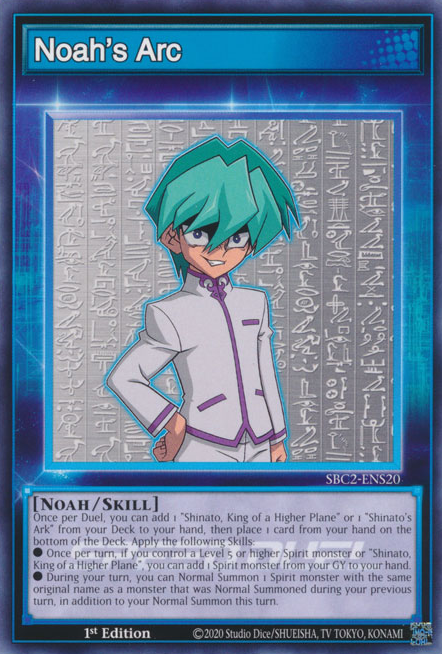 Noah's Arc
SBC2-ENS20
[NOAH/SKILL]
Once per Duel, you can add 1 "Shinato, King of a Higher Plane" or 1 "Shinato's
Ark" from your Deck to your hand, then place 1 card from your hand on the
bottom of the Deck. Apply the following Skills.
● Once per turn, if you control a Level 5 or higher Spirit monster or "Shinato,
King of a Higher Plane", you can add 1 Spirit monster from your GY to your hand.
● During your turn, you can Normal Summon 1 Spirit monster with the same
original name as a monster that was Normal Summoned during your previous
turn, in addition to your Normal Summon this turn.
1st Edition
©2020 Studio Dice/SHUEISHA, TV TOKYO, KONAMI